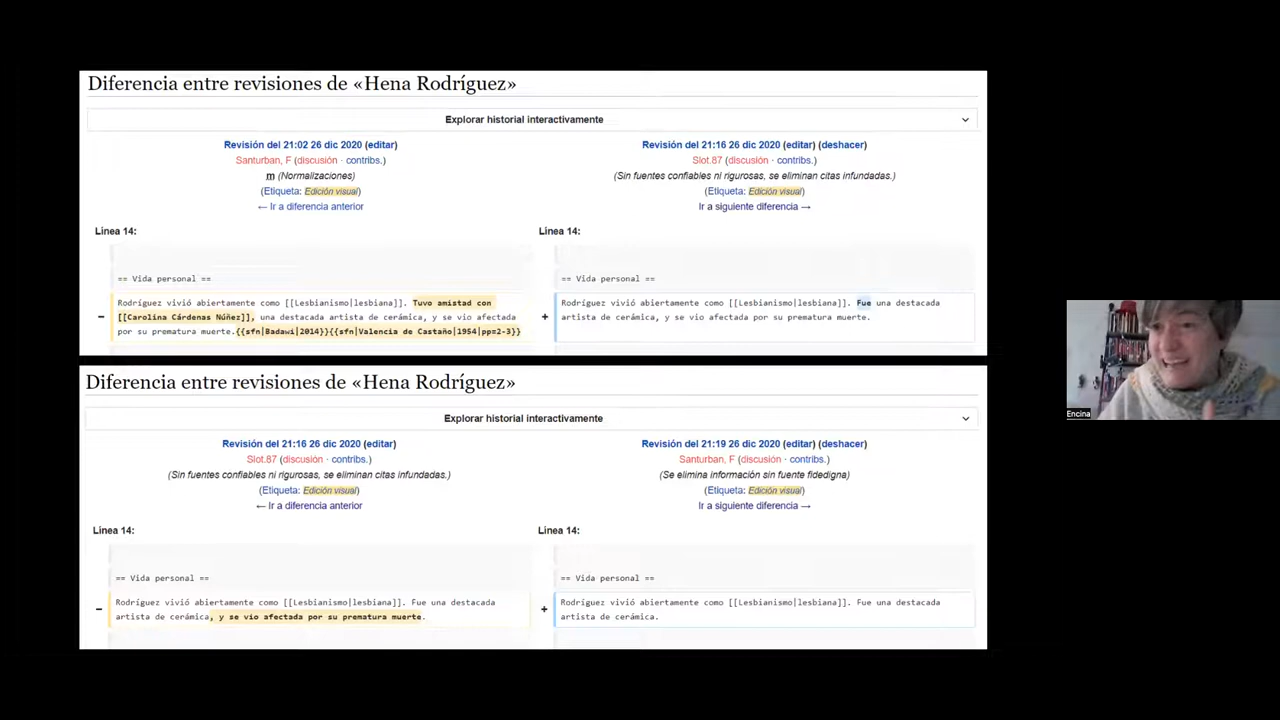 Diferencia entre revisiones de «Hena Rodríguez»
Explorar historial interactivamente
Revisión del 21:02 26 dic 2020 (editar)
Santurban, F (discusión · contribs.)
m (Normalizaciones)
(Etiqueta: Edición visual)
← Ir a diferencia anterior
Revisión del 21:16 26 dic 2020 (editar) (deshacer)
Slot.87 (discusión · contribs.)
(Sin fuentes confiables ni rigurosas, se eliminan citas infundadas.)
(Etiqueta: Edición visual)
Ir a siguiente diferencia →
Línea 14:
== Vida personal ==
− Rodríguez vivió abiertamente como [[Lesbianismo|lesbiana]]. Tuvo amistad con
[[Carolina Cárdenas Núñez]], una destacada artista de cerámica, y se vio afectada
por su prematura muerte.{{sfn|Badawi|2014}}{{sfn|Valencia de Castaño|1954|pp=2-3}}
Línea 14:
== Vida personal ==
+ Rodríguez vivió abiertamente como [[Lesbianismo|lesbiana]]. Fue una destacada
artista de cerámica, y se vio afectada por su prematura muerte.
Diferencia entre revisiones de «Hena Rodríguez»
Explorar historial interactivamente
Revisión del 21:16 26 dic 2020 (editar)
Slot.87 (discusión · contribs.)
(Sin fuentes confiables ni rigurosas, se eliminan citas infundadas.)
(Etiqueta: Edición visual)
← Ir a diferencia anterior
Revisión del 21:19 26 dic 2020 (editar) (deshacer)
Santurban, F (discusión · contribs.)
(Se elimina información sin fuente fidedigna)
(Etiqueta: Edición visual)
Ir a siguiente diferencia →
Línea 14:
== Vida personal ==
− Rodríguez vivió abiertamente como [[Lesbianismo|lesbiana]]. Fue una destacada
artista de cerámica, y se vio afectada por su prematura muerte.
Línea 14:
== Vida personal ==
+ Rodríguez vivió abiertamente como [[Lesbianismo|lesbiana]]. Fue una destacada
artista de cerámica.
Encina